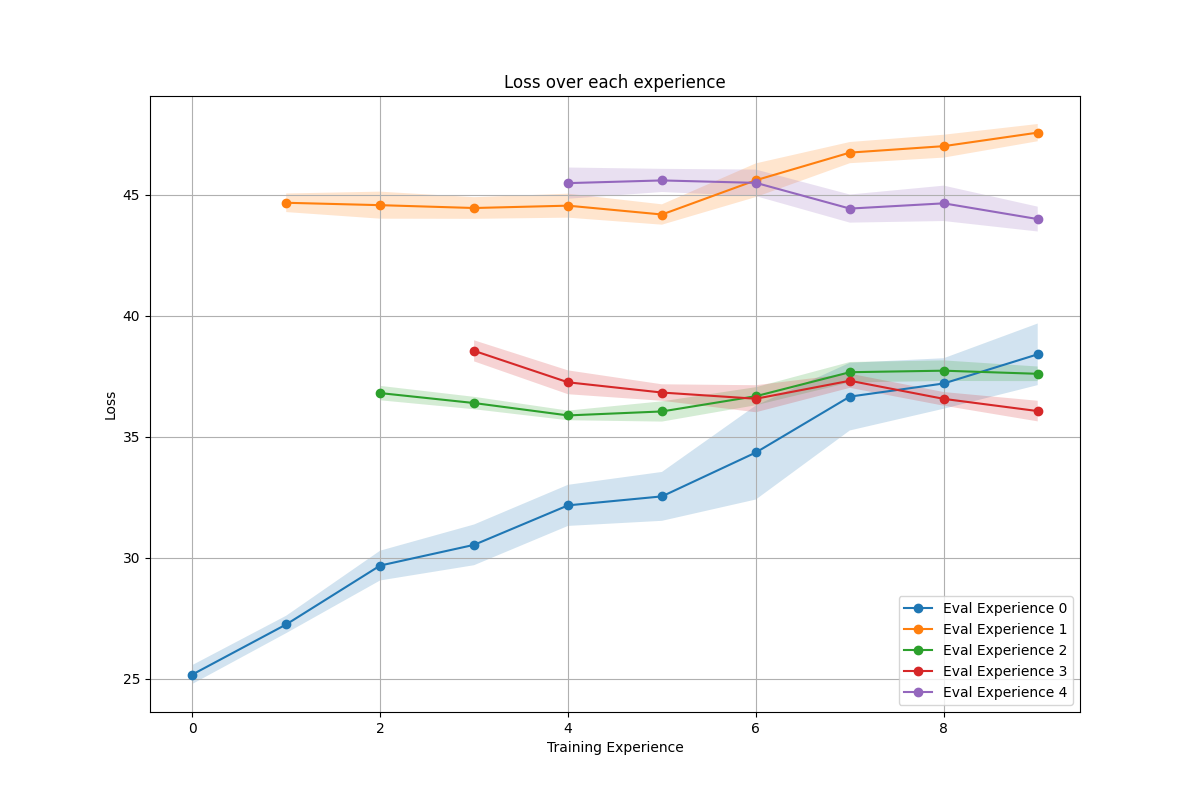 Loss over each experience
45
40
35
30
25
Loss
0 2 4 6 8
Training Experience
Eval Experience 0
Eval Experience 1
Eval Experience 2
Eval Experience 3
Eval Experience 4